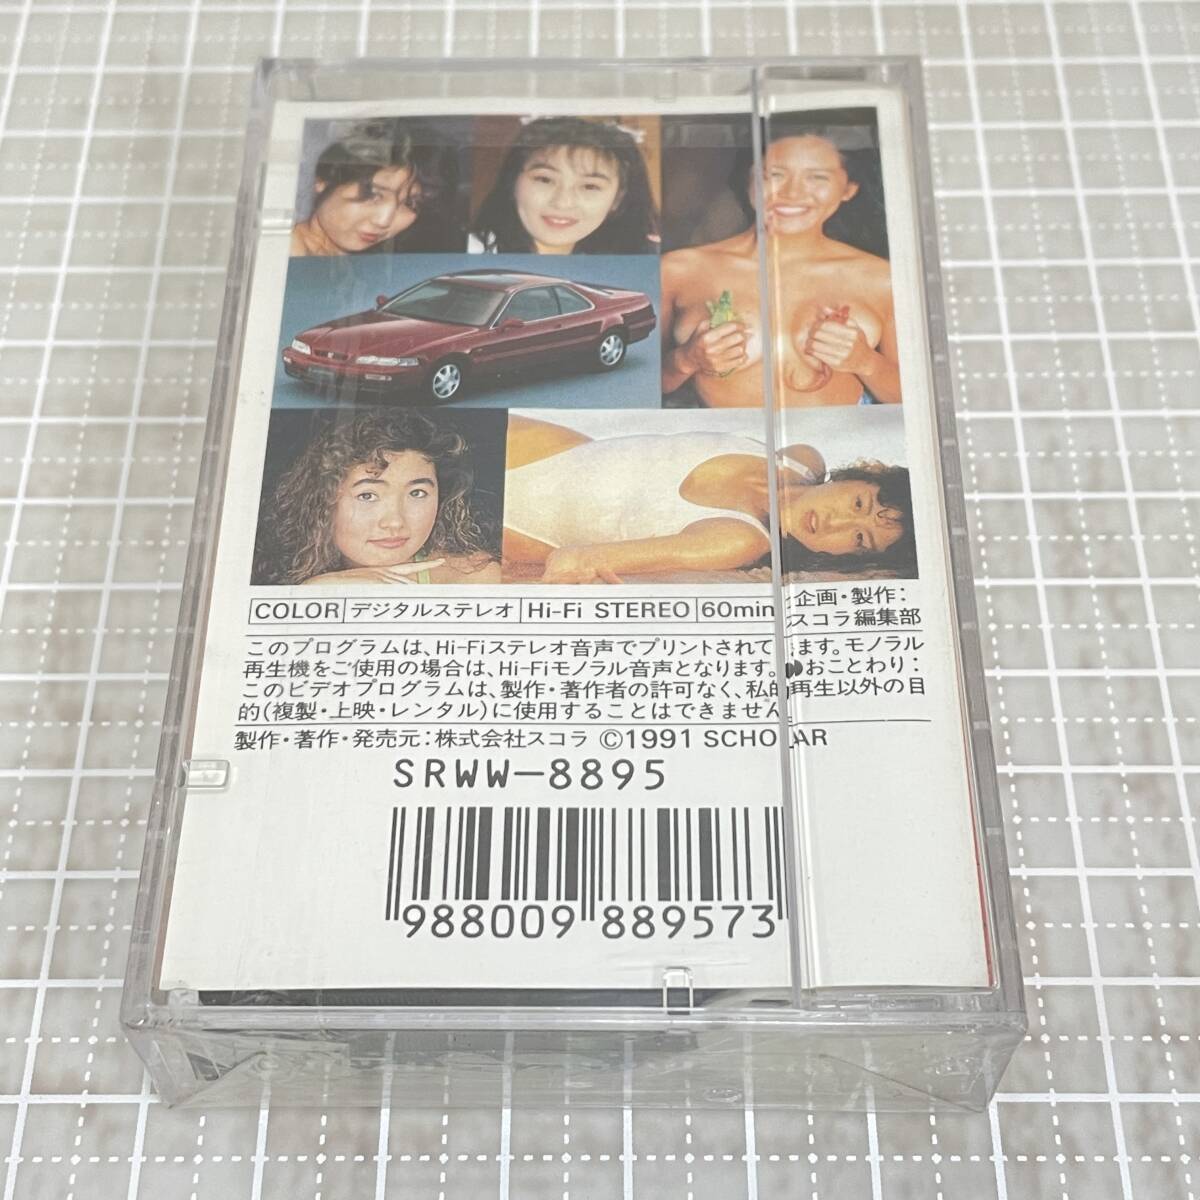 COLOR デジタルステレオ Hi-Fi STEREO 60min 企画・製作：
スコラ編集部
このプログラムは、Hi-Fiステレオ音声でプリントされて ます。モノラル
再生機をご使用の場合は、Hi-Fiモノラル音声となります。●おことわり：
このビデオプログラムは、製作・著作者の許可なく、私的再生以外の目
的(複製・上映・レンタル)に使用することはできません。
製作・著作・発売元：株式会社スコラ ©1991 SCHOLAR
SRWW-8895
988009 889573